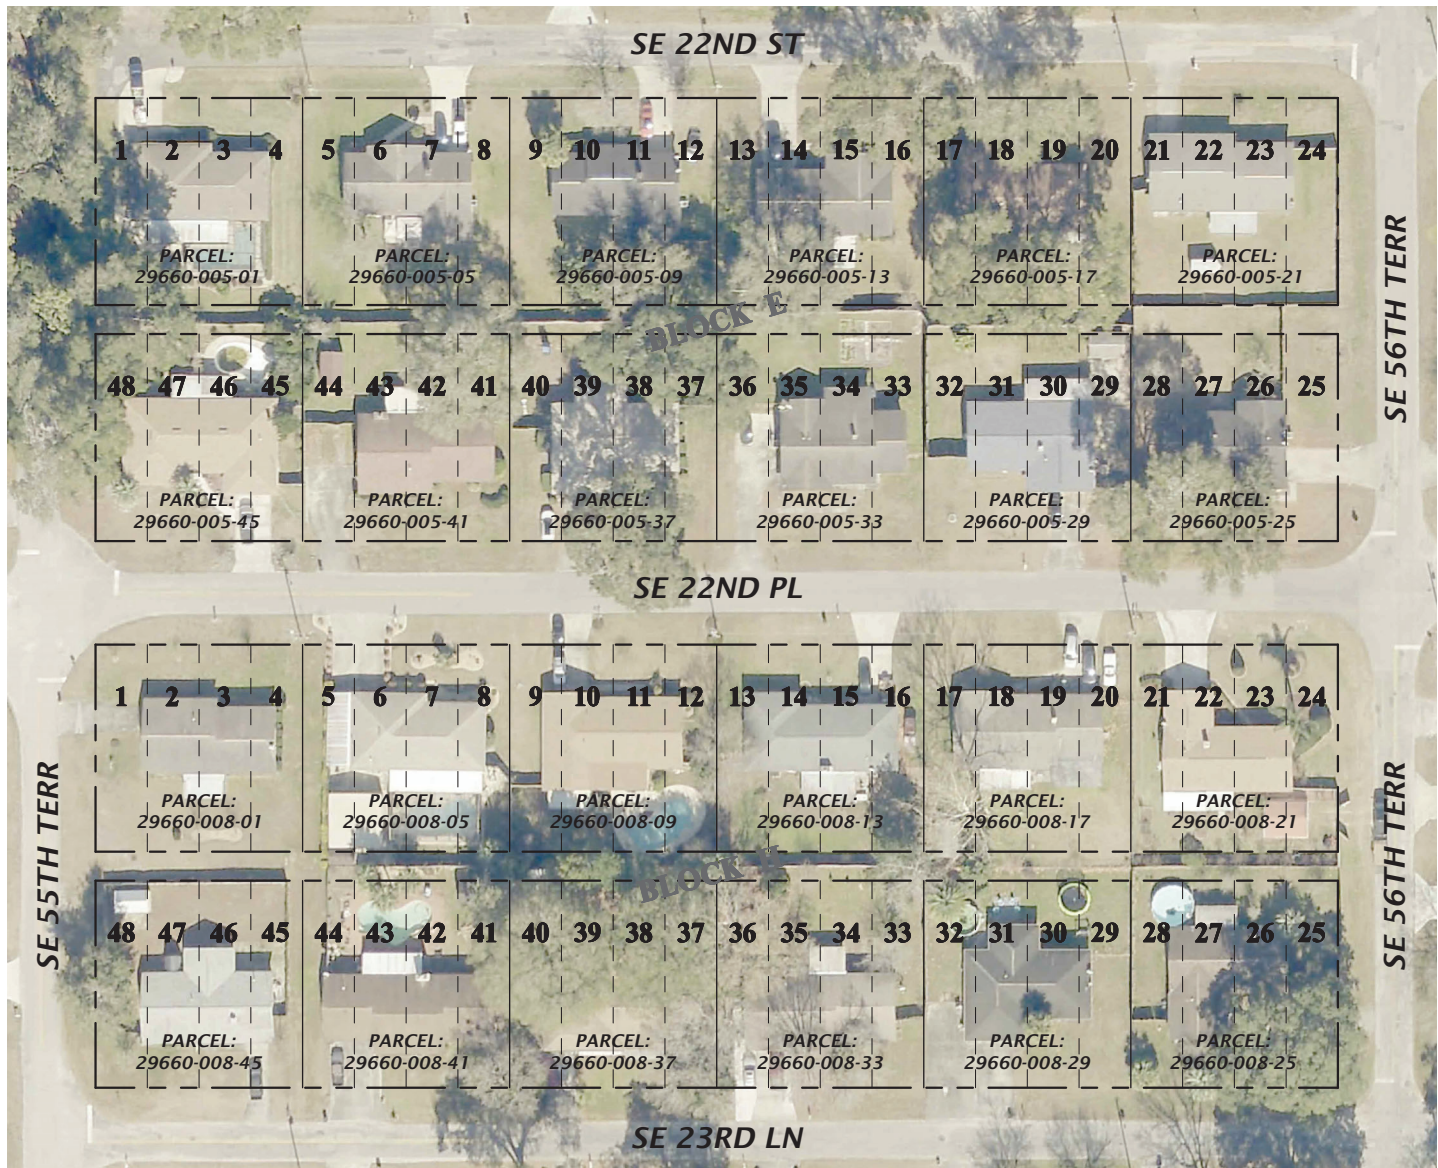 SE 22ND ST
1 2 3 4 5 6 7 8 9 10 11 12 13 14 15 16 17 18 19 20 21 22 23 24
PARCEL: PARCEL: PARCEL: PARCEL: PARCEL: PARCEL:
29660-005-01 29660-005-05 29660-005-09 29660-005-13 29660-005-17 29660-005-21
SE 56TH TERR
BLOCK E
48 47 46 45 44 43 42 41 40 39 38 37 36 35 34 33 32 31 30 29 28 27 26 25
PARCEL: PARCEL: PARCEL: PARCEL: PARCEL: PARCEL:
29660-005-45 29660-005-41 29660-005-37 29660-005-33 29660-005-29 29660-005-25
SE 22ND PL
1 2 3 4 5 6 7 8 9 10 11 12 13 14 15 16 17 18 19 20 21 22 23 24
PARCEL: PARCEL: PARCEL: PARCEL: PARCEL: PARCEL:
29660-008-01 29660-008-05 29660-008-09 29660-008-13 29660-008-17 29660-008-21
SE 55TH TERR
SE 56TH TERR
BLOCK H
48 47 46 45 44 43 42 41 40 39 38 37 36 35 34 33 32 31 30 29 28 27 26 25
PARCEL: PARCEL: PARCEL: PARCEL: PARCEL: PARCEL:
29660-008-45 29660-008-41 29660-008-37 29660-008-33 29660-008-29 29660-008-25
SE 23RD LN